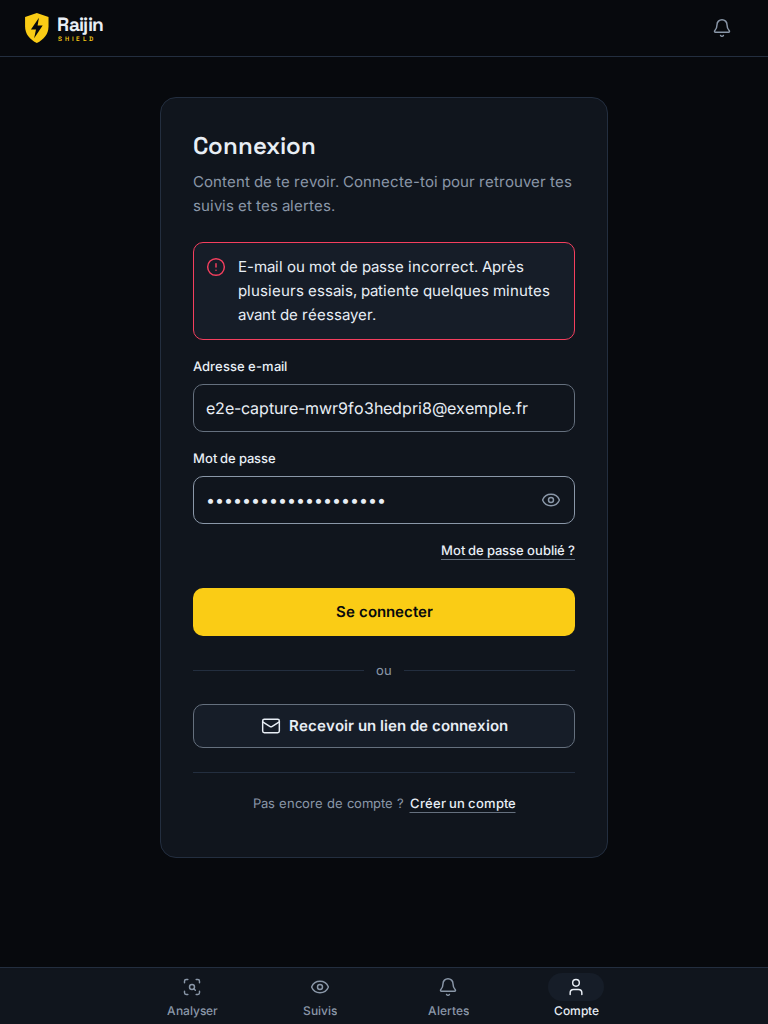 Raijin
SHIELD
Connexion
Content de te revoir. Connecte-toi pour retrouver tes
suivis et tes alertes.
E-mail ou mot de passe incorrect. Après
plusieurs essais, patiente quelques minutes
avant de réessayer.
Adresse e-mail
e2e-capture-mwr9fo3hedpri8@exemple.fr
Mot de passe
••••••••••••••••••••
Mot de passe oublié ?
Se connecter
ou
Recevoir un lien de connexion
Pas encore de compte ? Créer un compte
Analyser
Suivis
Alertes
Compte